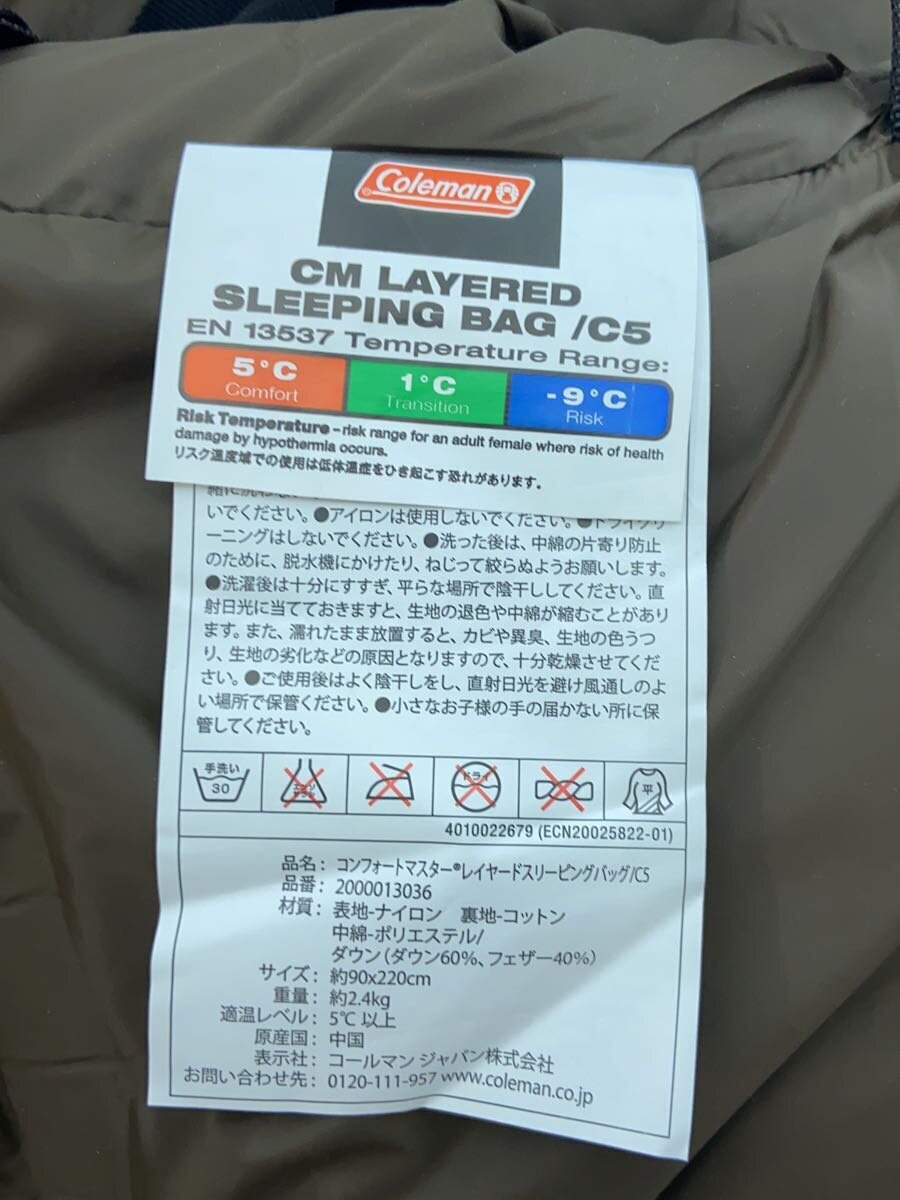 Coleman
CM LAYERED
SLEEPING BAG /C5
EN 13537 Temperature Range:
5°C
Comfort
1°C
Transition
-9°C
Risk
Risk Temperature – risk range for an adult female where risk of health
damage by hypothermia occurs.
リスク温度域での使用は低体温症をひき起こす恐れがあります。
いでください。●アイロンは使用しないでください。●ドライクリ
ーニングはしないでください。●洗った後は、中綿の片寄り防止
のために、脱水機にかけたり、ねじって絞らぬようお願いします。
●洗濯後は十分にすすぎ、平らな場所で陰干ししてください。直
射日光に当てておきますと、生地の退色や中綿が縮むことがあり
ます。また、濡れたまま放置すると、カビや異臭、生地の色うつ
り、生地の劣化などの原因となりますので、十分乾燥させてくだ
さい。●ご使用後はよく陰干しをし、直射日光を避け風通しのよ
い場所で保管ください。●小さなお子様の手の届かない所に保
管してください。
手洗い
30
エンソ
サラシ
ドライ
平
4010022679 (ECN20025822-01)
品名：コンフォートマスター®レイヤードスリーピングバッグ/C5
品番：2000013036
材質：表地-ナイロン 裏地-コットン
中綿-ポリエステル/
ダウン（ダウン60%、フェザー40%）
サイズ：約90x220cm
重量：約2.4kg
適温レベル：5℃ 以上
原産国：中国
表示社：コールマン ジャパン株式会社
お問い合わせ先：0120-111-957 www.coleman.co.jp